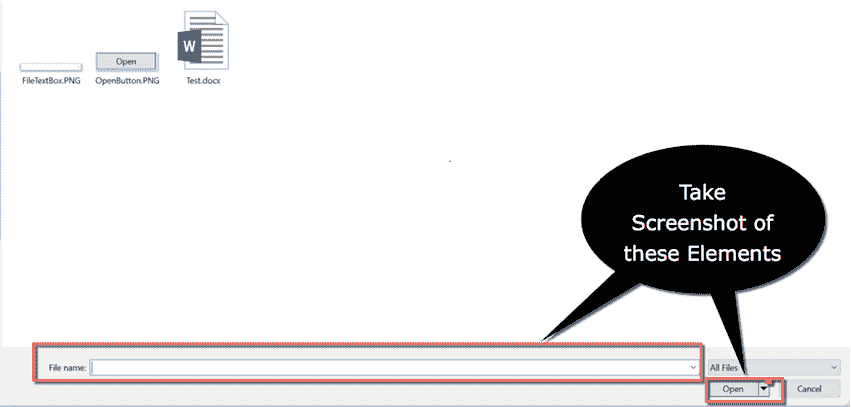 Open
W
FileTextBox.PNG
OpenButton.PNG
Test.docx
Take
Screenshot of
these Elements
File name:
All Files
Open
Cancel